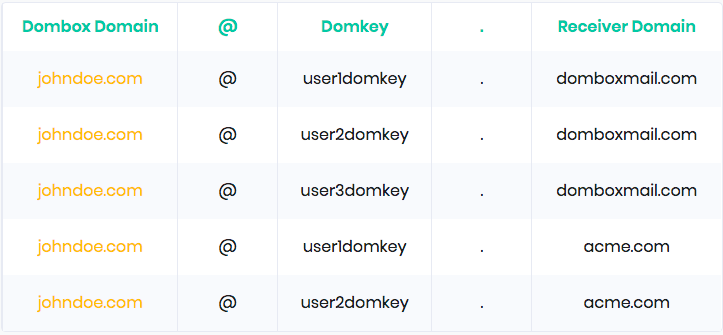 Dombox Domain @ Domkey . Receiver Domain
johndoe.com @ user1domkey . domboxmail.com
johndoe.com @ user2domkey . domboxmail.com
johndoe.com @ user3domkey . domboxmail.com
johndoe.com @ user1domkey . acme.com
johndoe.com @ user2domkey . acme.com